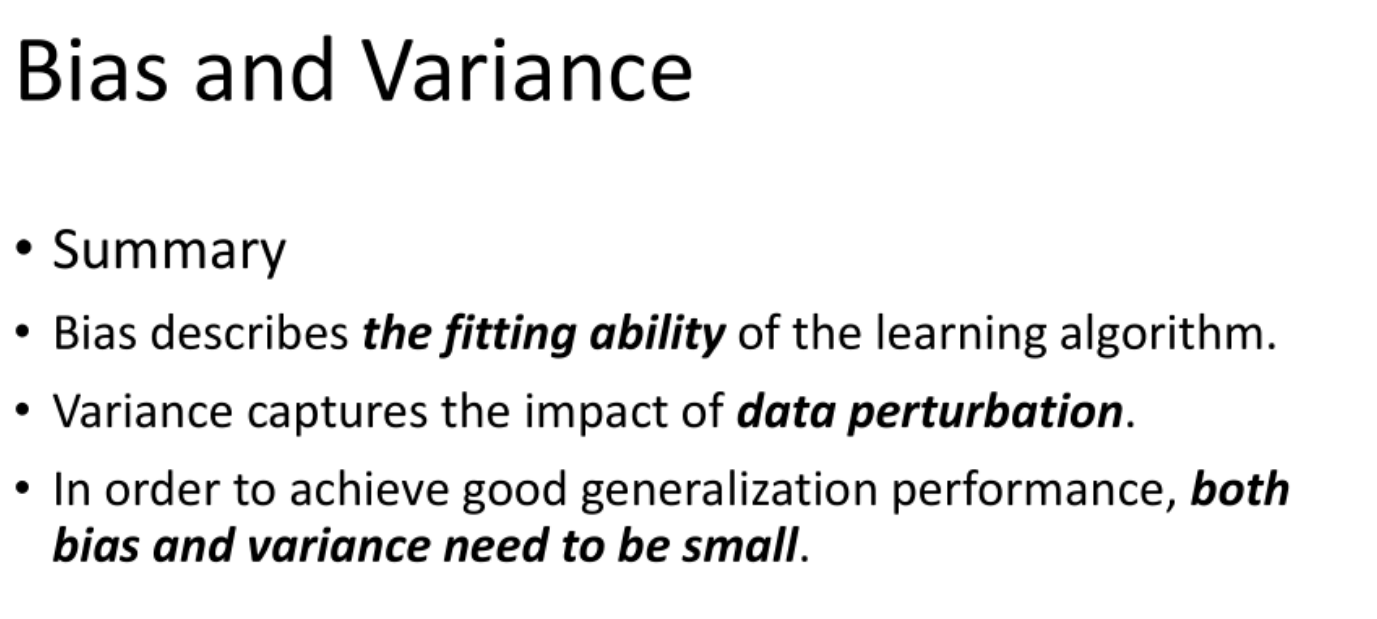 Bias and Variance
• Summary
• Bias describes the fitting ability of the learning algorithm.
• Variance captures the impact of data perturbation.
• In order to achieve good generalization performance, both
bias and variance need to be small.